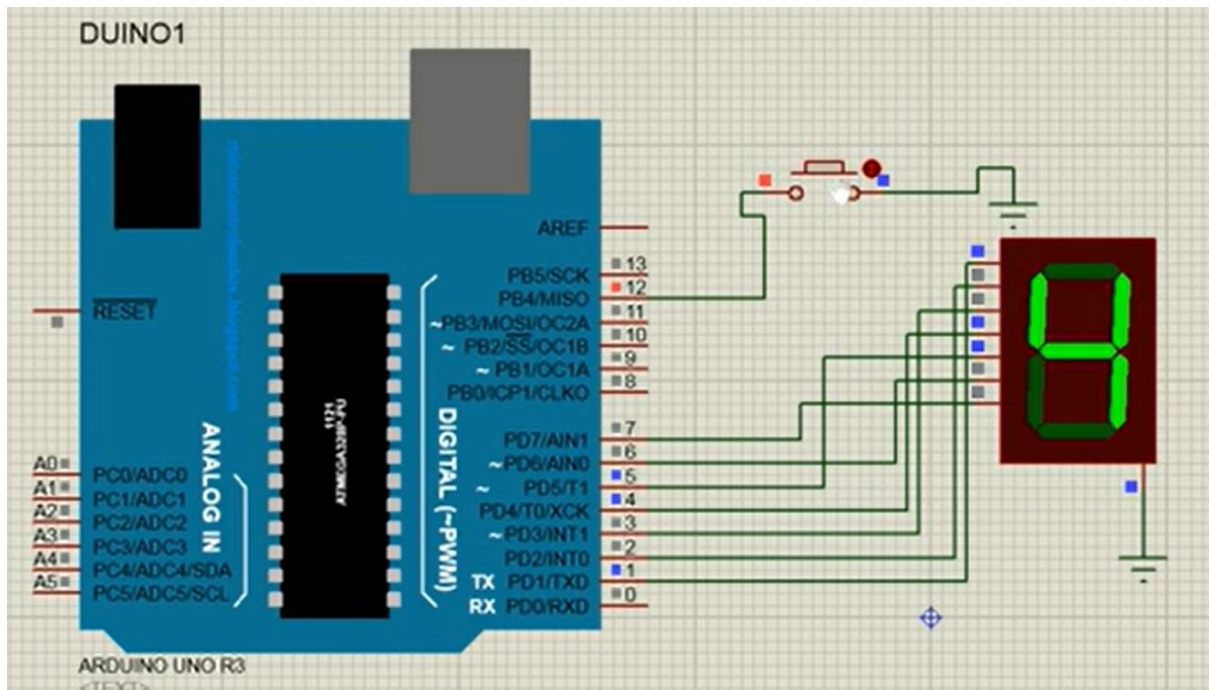 DUINO1
AREF
13
PB5/SCK
12
PB4/MISO
11
~PB3/MOSI/OC2A
10
~ PB2/SS/OC1B
9
~ PB1/OC1A
8
PB0/ICP1/CLKO
RESET
1121
ATMEGA328P-PU
ANALOG IN
DIGITAL (~PWM)
7
PD7/AIN1
6
~PD6/AIN0
5
~ PD5/T1
4
PD4/T0/XCK
3
~PD3/INT1
2
PD2/INT0
1
TX PD1/TXD
0
RX PD0/RXD
A0
PC0/ADC0
A1
PC1/ADC1
A2
PC2/ADC2
A3
PC3/ADC3
A4
PC4/ADC4/SDA
A5
PC5/ADC5/SCL
4
ARDUINO UNO R3
<TEXT>